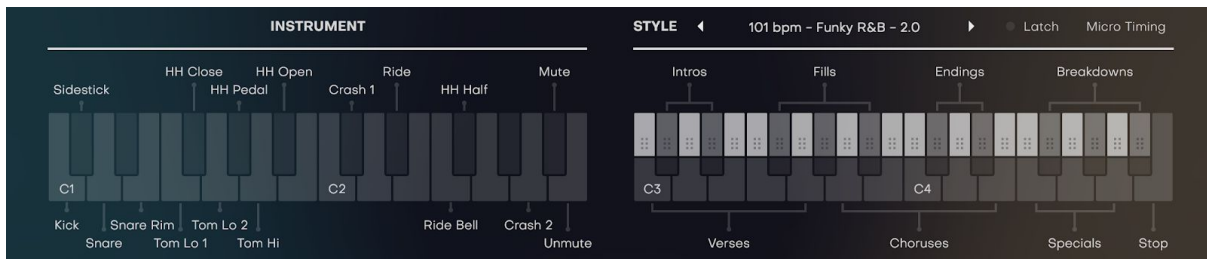 INSTRUMENT
STYLE 101 bpm – Funky R&B – 2.0 Latch Micro Timing
HH Close HH Open Ride Mute Intros Fills Endings Breakdowns
Sidestick HH Pedal Crash 1 HH Half
C1 C2 C3 C4
Kick Snare Rim Tom Lo 2 Ride Bell Crash 2
Snare Tom Lo 1 Tom Hi Unmute Verses Choruses Specials Stop